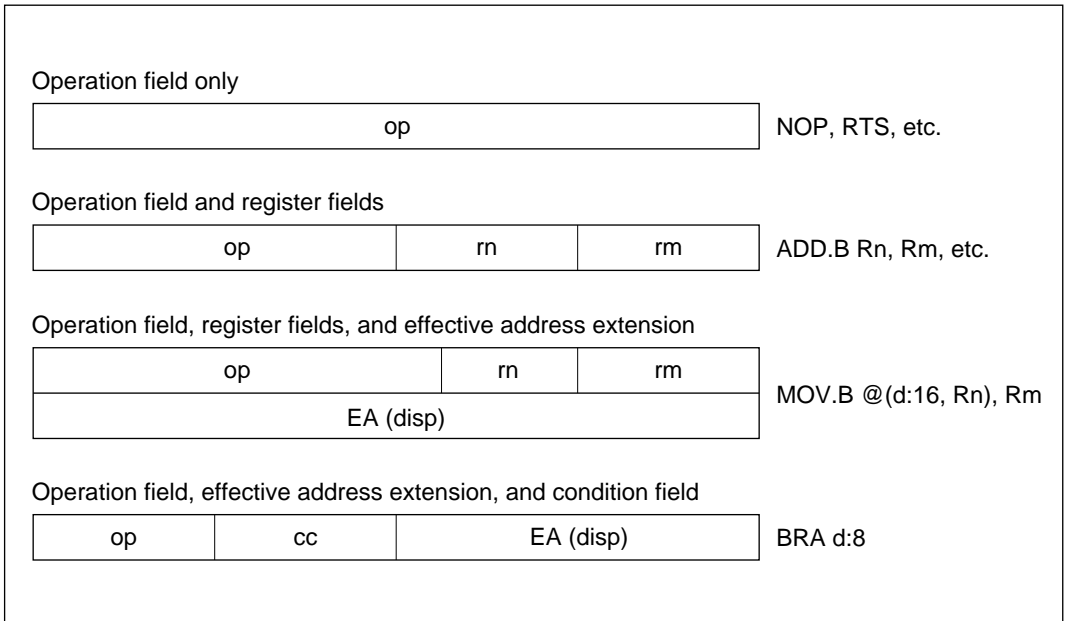 Operation field only
op
NOP, RTS, etc.
Operation field and register fields
op rn rm
ADD.B Rn, Rm, etc.
Operation field, register fields, and effective address extension
op rn rm
EA (disp)
MOV.B @(d:16, Rn), Rm
Operation field, effective address extension, and condition field
op cc EA (disp)
BRA d:8